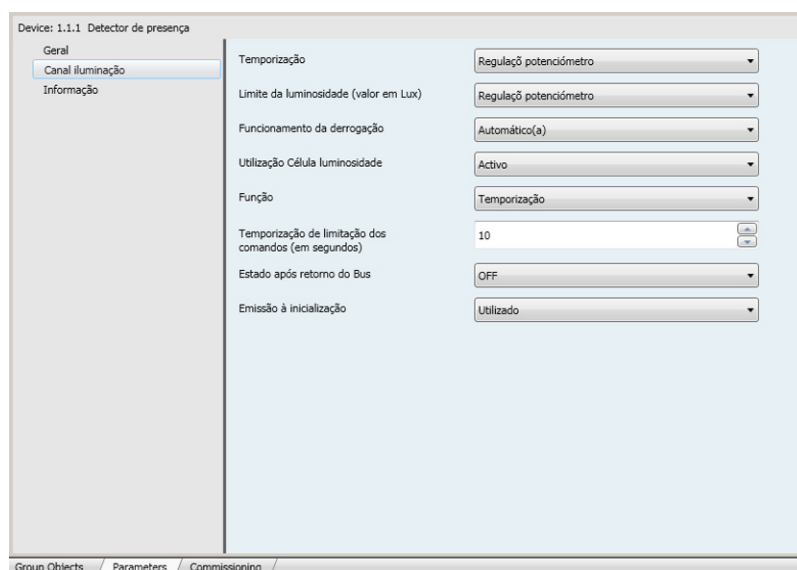 Device: 1.1.1 Detector de presença
Geral
Canal iluminação
Informação
Temporização
Regulaçõ potenciómetro
Limite da luminosidade (valor em Lux)
Regulaçõ potenciómetro
Funcionamento da derrogação
Automático(a)
Utilização Célula luminosidade
Activo
Função
Temporização
Temporização de limitação dos
comandos (em segundos)
10
Estado após retorno do Bus
OFF
Emissão à inicialização
Utilizado
Group Objects
Parameters
Commissioning